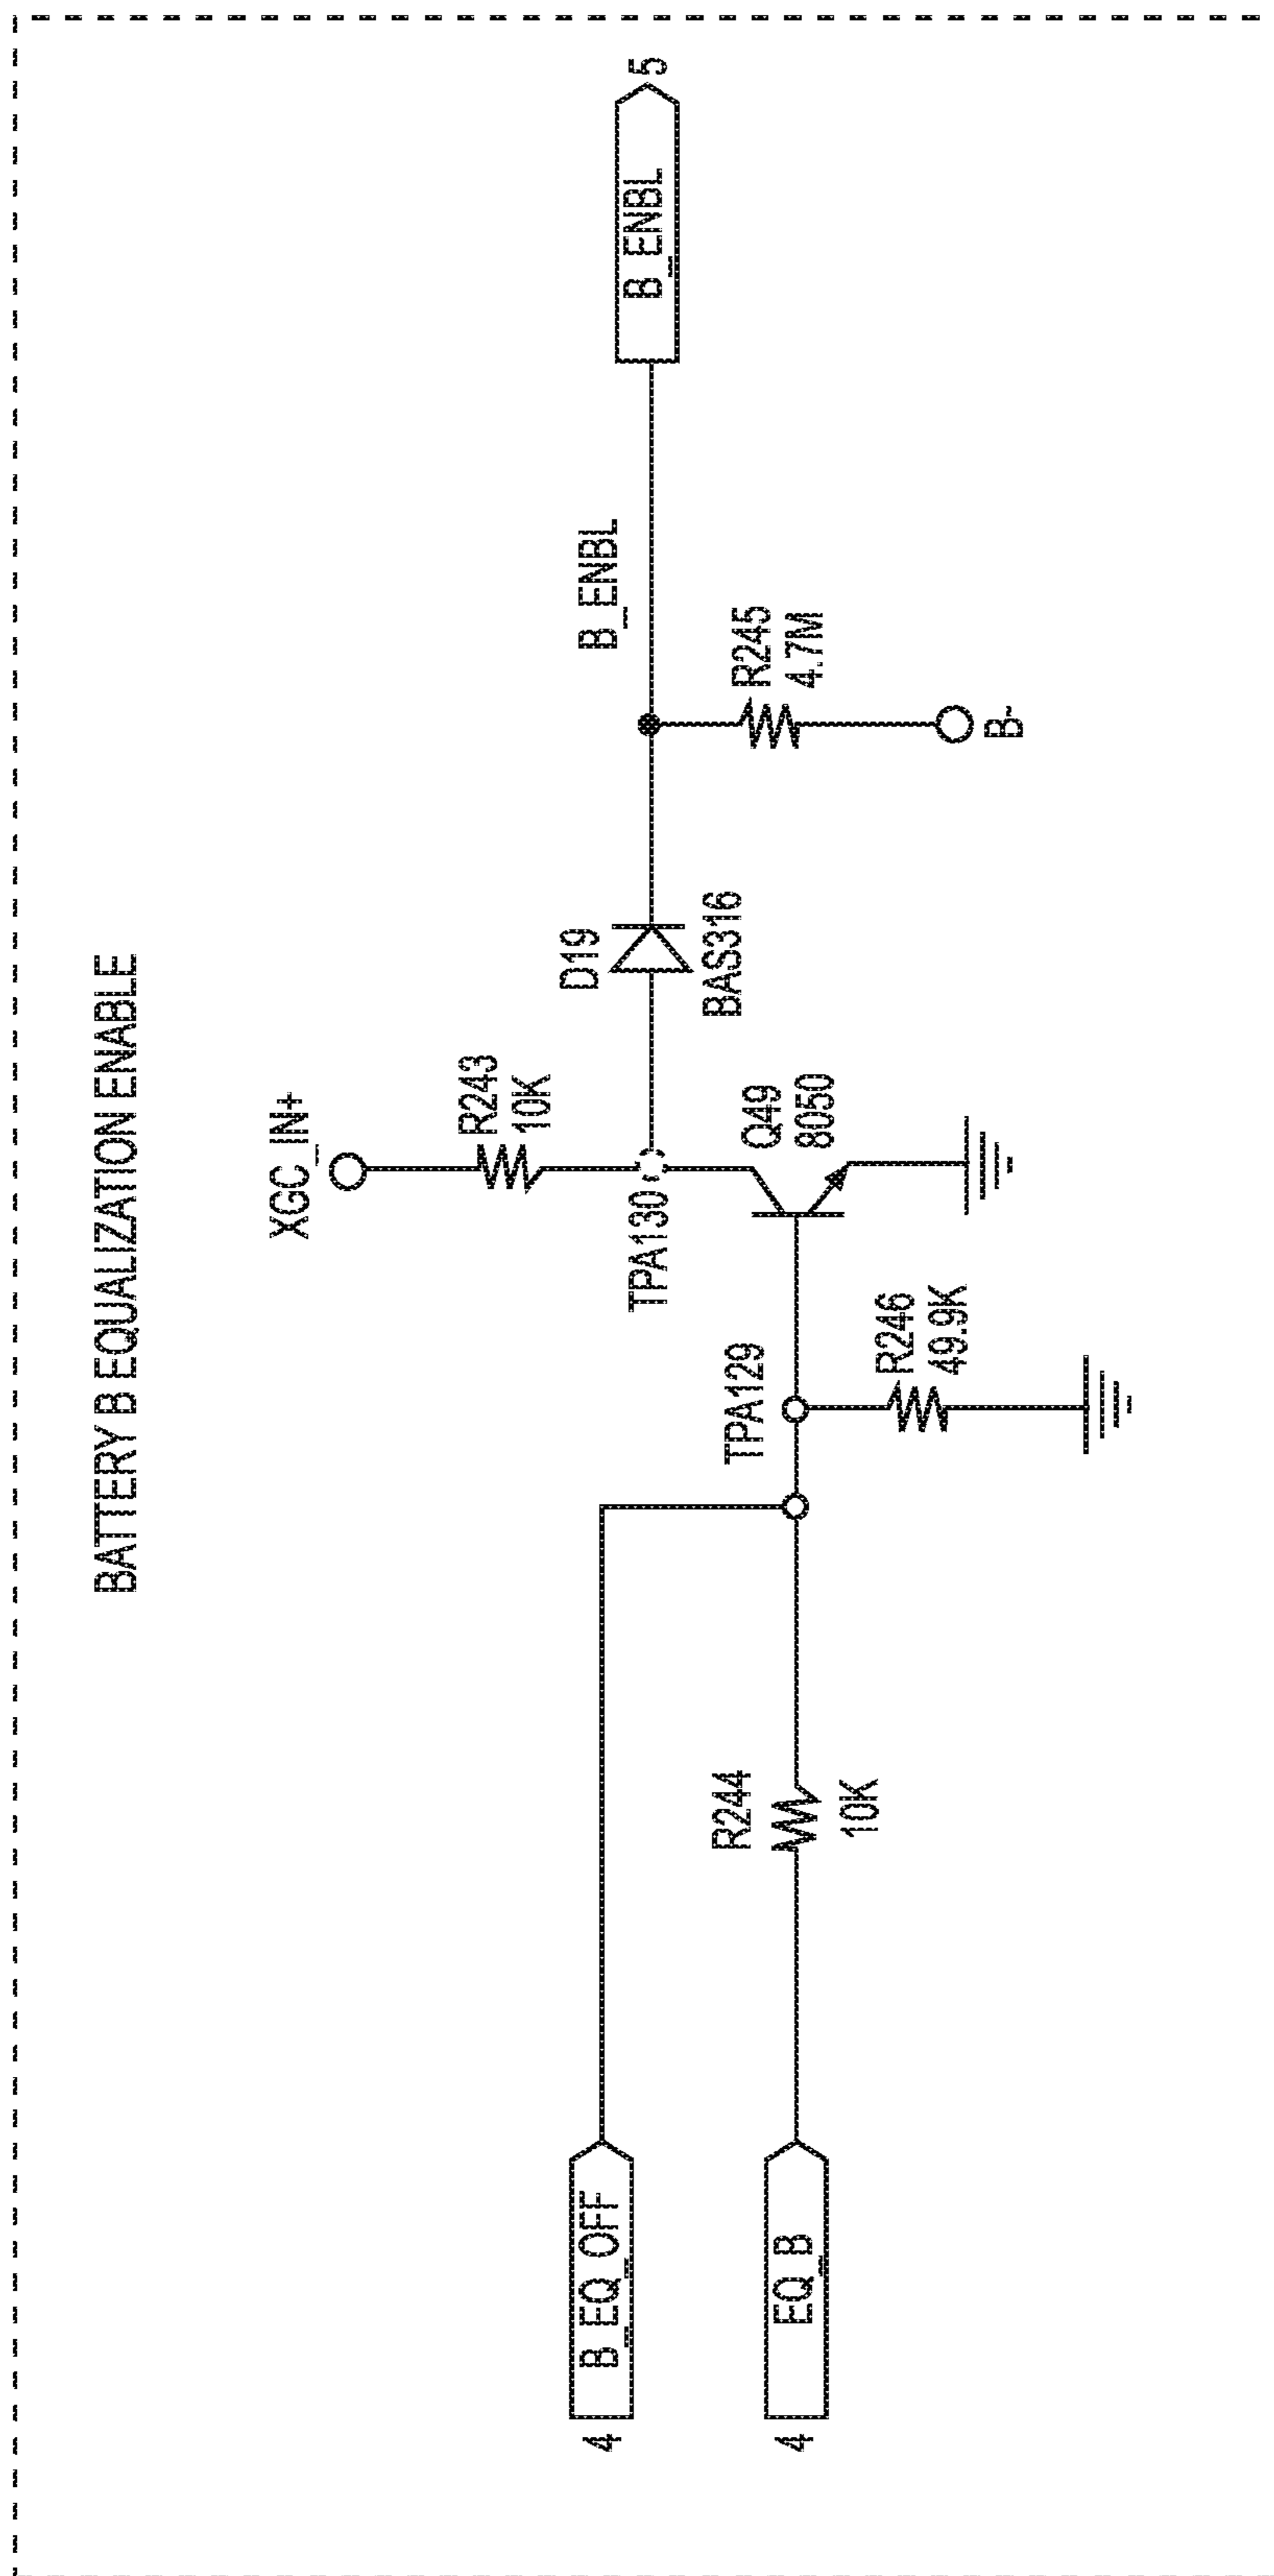 BATTERY B EQUALIZATION ENABLE
XGC_IN+
R243
10K
D19
BAS316
B_ENBL
B_ENBL
5
TPA130
Q49
8050
R245
4.7M
B-
4
B_EQ_OFF
TPA129
R246
49.9K
R244
10K
4
EQ_B